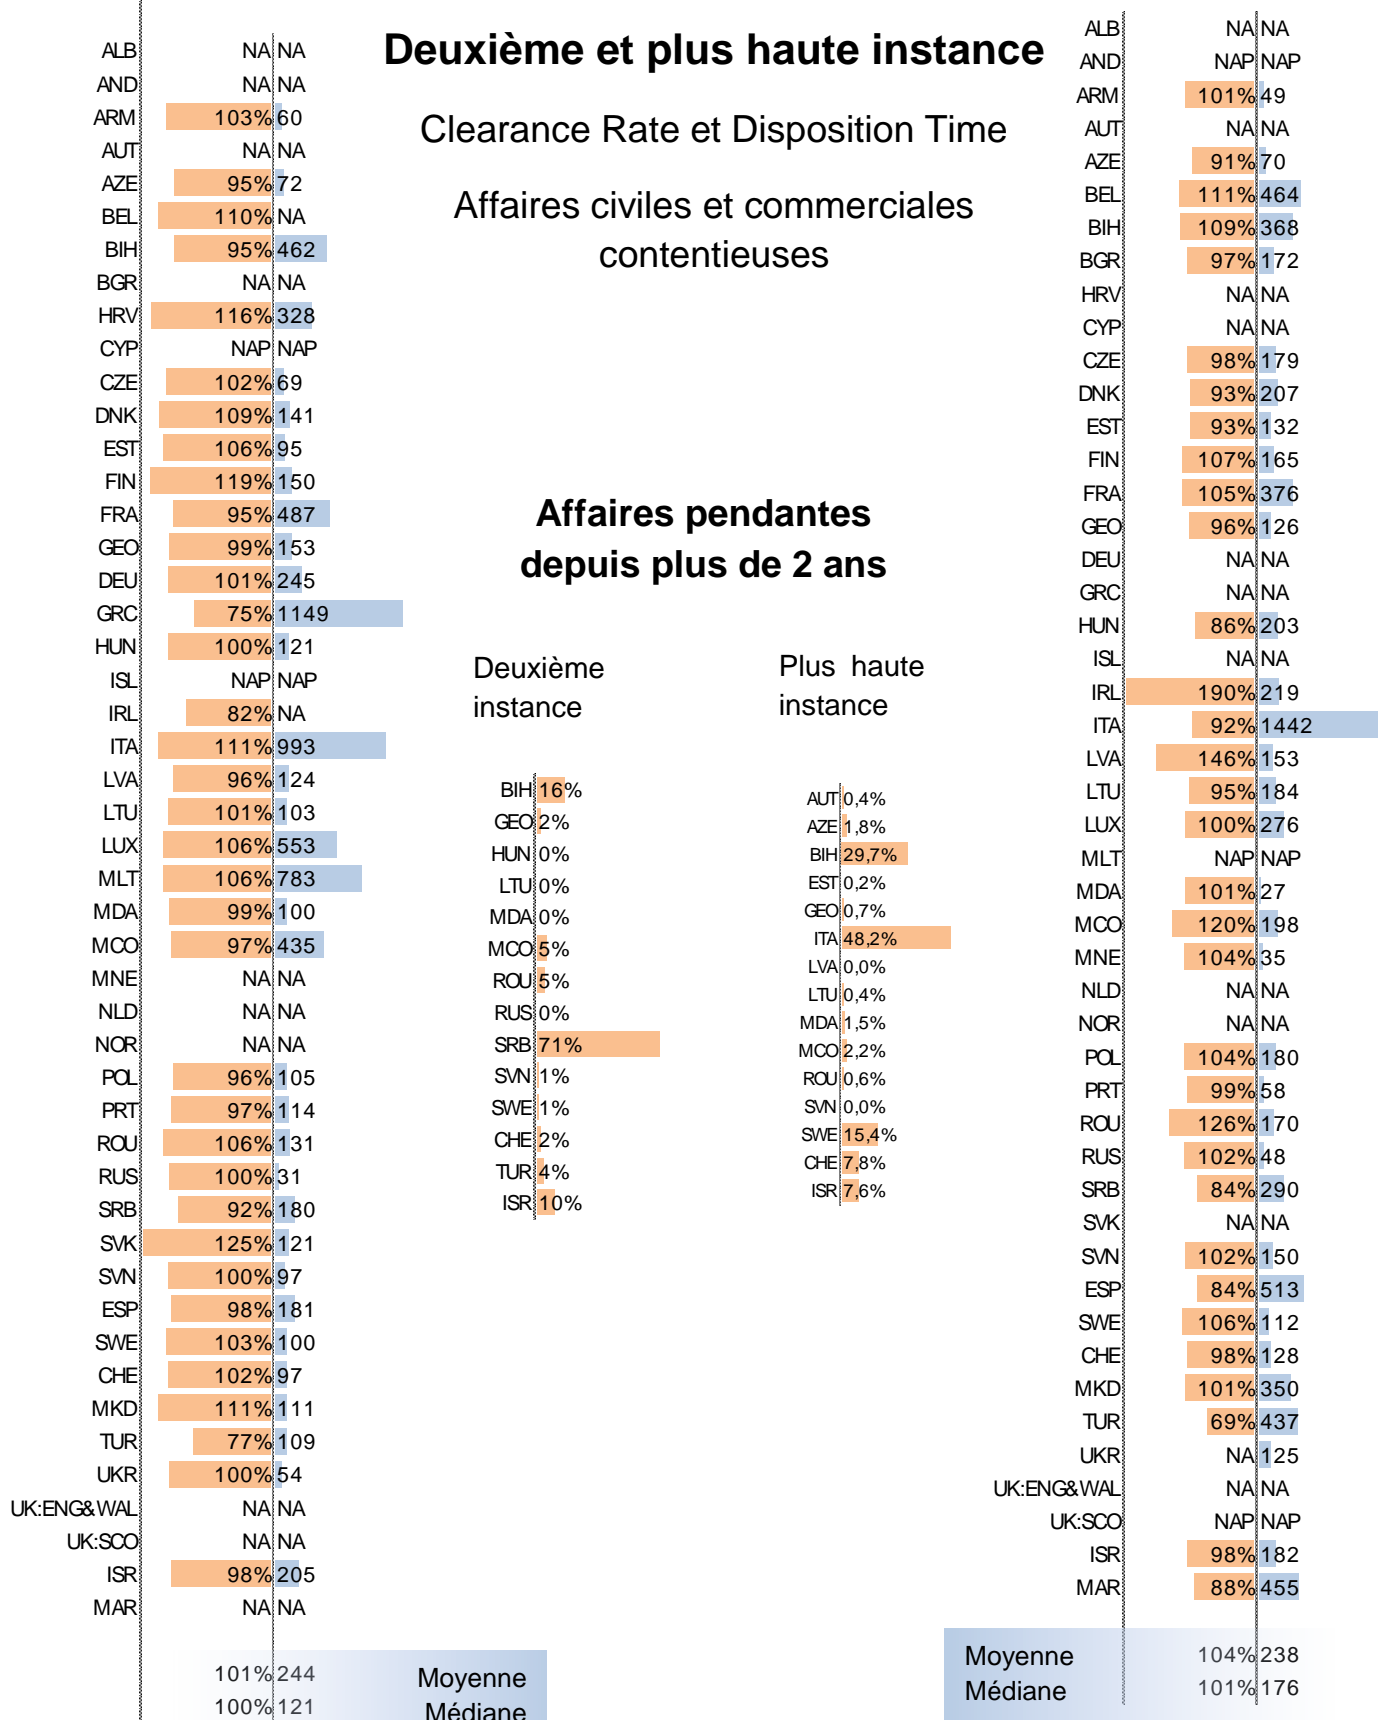 Deuxième et plus haute instance
Clearance Rate et Disposition Time
Affaires civiles et commerciales
contentieuses
ALB NA NA
AND NA NA
ARM 103% 60
AUT NA NA
AZE 95% 72
BEL 110% NA
BIH 95% 462
BGR NA NA
HRV 116% 328
CYP NAP NAP
CZE 102% 69
DNK 109% 141
EST 106% 95
FIN 119% 150
FRA 95% 487
GEO 99% 153
DEU 101% 245
GRC 75% 1149
HUN 100% 121
ISL NAP NAP
IRL 82% NA
ITA 111% 993
LVA 96% 124
LTU 101% 103
LUX 106% 553
MLT 106% 783
MDA 99% 100
MCO 97% 435
MNE NA NA
NLD NA NA
NOR NA NA
POL 96% 105
PRT 97% 114
ROU 106% 131
RUS 100% 31
SRB 92% 180
SVK 125% 121
SVN 100% 97
ESP 98% 181
SWE 103% 100
CHE 102% 97
MKD 111% 111
TUR 77% 109
UKR 100% 54
UK:ENG&WAL NA NA
UK:SCO NA NA
ISR 98% 205
MAR NA NA
101% 244 Moyenne
100% 121 Médiane
Affaires pendantes
depuis plus de 2 ans
Deuxième
instance
BIH 16%
GEO 2%
HUN 0%
LTU 0%
MDA 0%
MCO 5%
ROU 5%
RUS 0%
SRB 71%
SVN 1%
SWE 1%
CHE 2%
TUR 4%
ISR 10%
Plus haute
instance
AUT 0,4%
AZE 1,8%
BIH 29,7%
EST 0,2%
GEO 0,7%
ITA 48,2%
LVA 0,0%
LTU 0,4%
MDA 1,5%
MCO 2,2%
ROU 0,6%
SVN 0,0%
SWE 15,4%
CHE 7,8%
ISR 7,6%
ALB NA NA
AND NAP NAP
ARM 101% 49
AUT NA NA
AZE 91% 70
BEL 111% 464
BIH 109% 368
BGR 97% 172
HRV NA NA
CYP NA NA
CZE 98% 179
DNK 93% 207
EST 93% 132
FIN 107% 165
FRA 105% 376
GEO 96% 126
DEU NA NA
GRC NA NA
HUN 86% 203
ISL NA NA
IRL 190% 219
ITA 92% 1442
LVA 146% 153
LTU 95% 184
LUX 100% 276
MLT NAP NAP
MDA 101% 27
MCO 120% 198
MNE 104% 35
NLD NA NA
NOR NA NA
POL 104% 180
PRT 99% 58
ROU 126% 170
RUS 102% 48
SRB 84% 290
SVK NA NA
SVN 102% 150
ESP 84% 513
SWE 106% 112
CHE 98% 128
MKD 101% 350
TUR 69% 437
UKR NA 125
UK:ENG&WAL NA NA
UK:SCO NAP NAP
ISR 98% 182
MAR 88% 455
Moyenne 104% 238
Médiane 101% 176